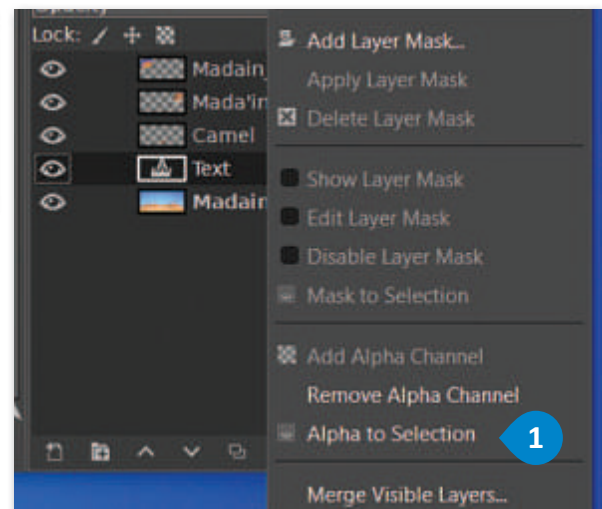 Lock:
Madain
Mada'in
Camel
Text
Madain
Add Layer Mask...
Apply Layer Mask
Delete Layer Mask
Show Layer Mask
Edit Layer Mask
Disable Layer Mask
Mask to Selection
Add Alpha Channel
Remove Alpha Channel
Alpha to Selection
1
Merge Visible Layers...